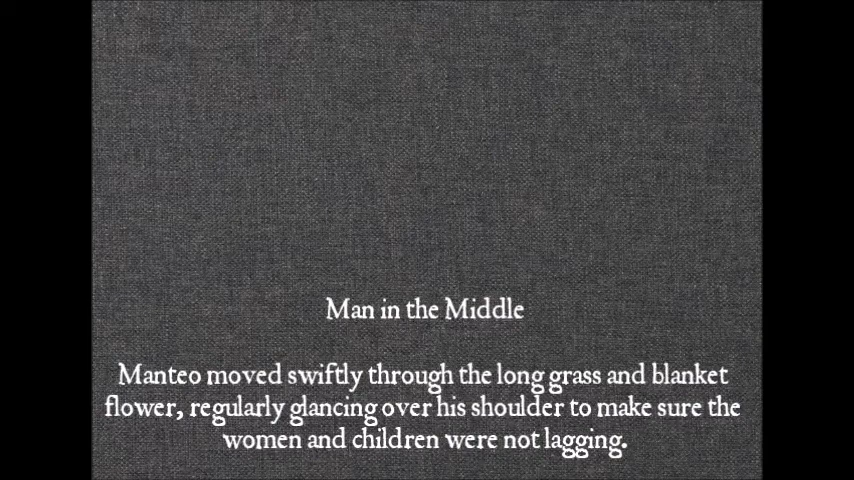 Man in the Middle
Manteo moved swiftly through the long grass and blanket
flower, regularly glancing over his shoulder to make sure the
women and children were not lagging.